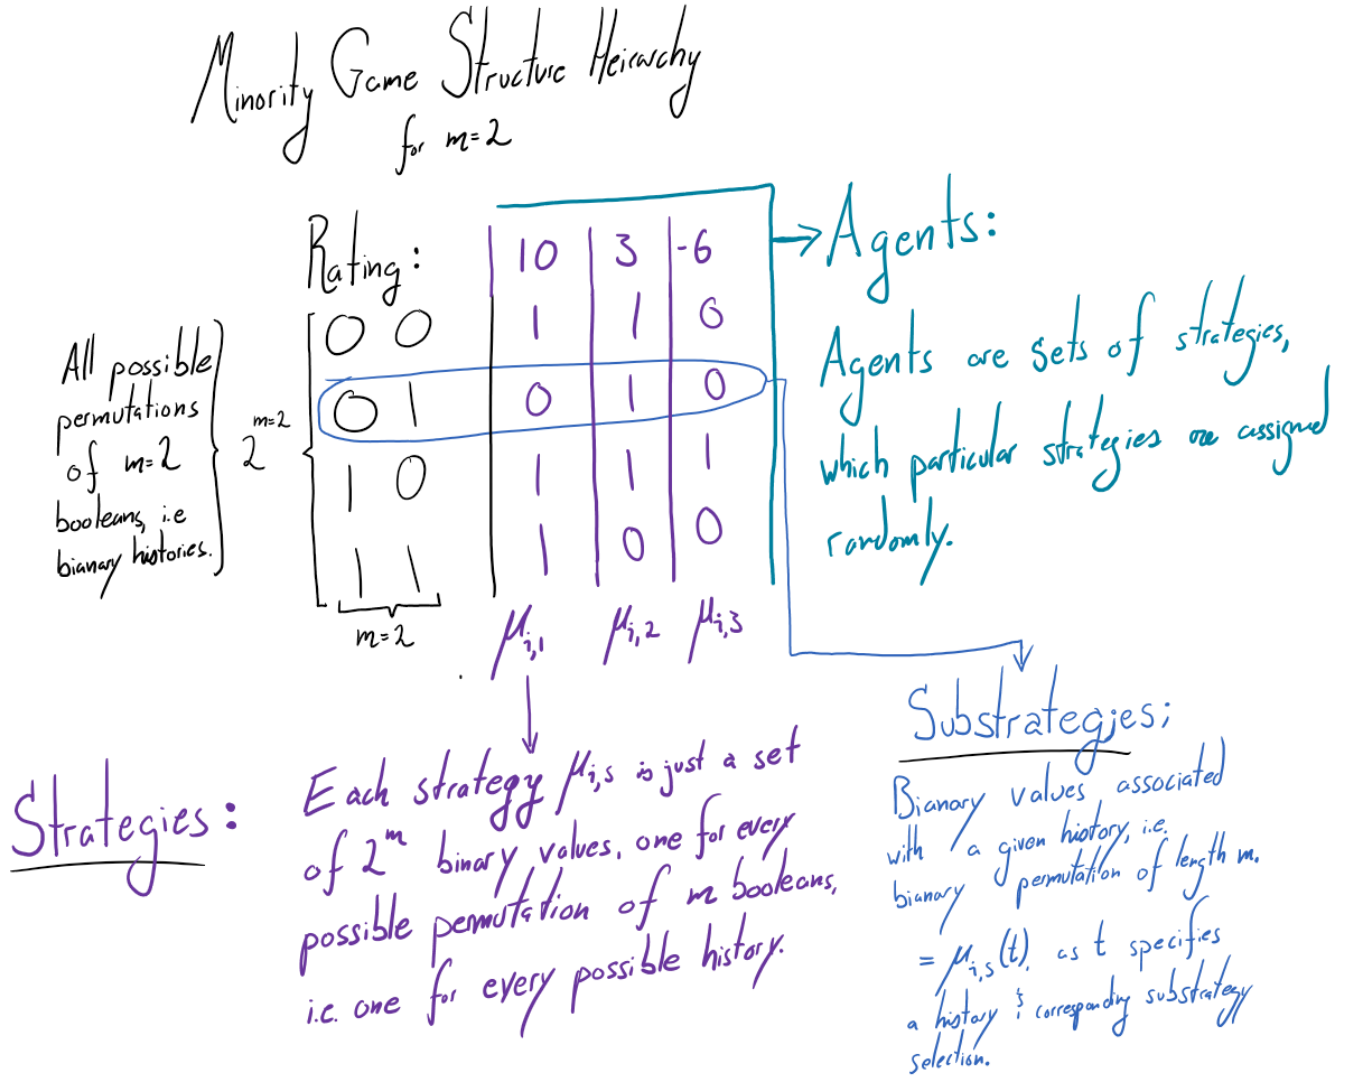 Minority Game Structure Heirarchy
for m=2
Rating: 10 3 -6
0 0 1 1 0
0 1 0 1 0
1 0 1 1 1
1 1 1 0 0
m=2
μi,1 μi,2 μi,3
All possible
permutations
of m=2
booleans, i.e
bianary histories.
2^m=2
Agents:
Agents are sets of strategies,
which particular strategies are assigned
randomly.
Strategies:
Each strategy μi,s is just a set
of 2^m binary values, one for every
possible permutation of m booleans,
i.e. one for every possible history.
Substrategies:
Bianary values associated
with a given history, i.e.
bianary permutation of length m.
= μi,s(t), as t specifies
a history & corresponding substrategy
selection.